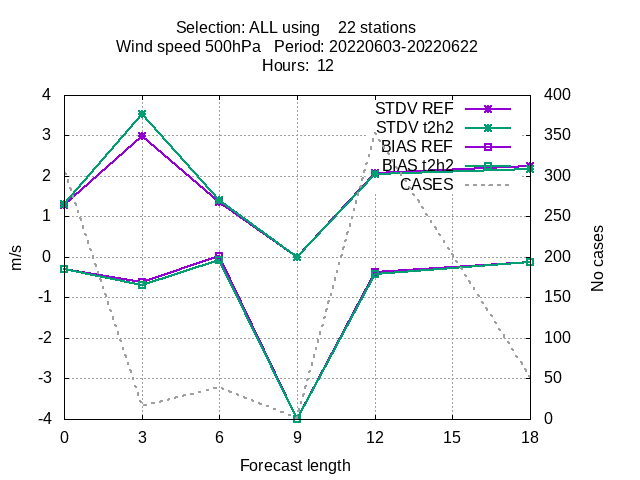 Selection: ALL using    22 stations
Wind speed 500hPa   Period: 20220603-20220622
Hours:  12
4 400
3 350
2 300
1 250
0 200
-1 150
-2 100
-3 50
-4 0
STDV REF
STDV t2h2
BIAS REF
BIAS t2h2
CASES
m/s
No cases
0 3 6 9 12 15 18
Forecast length